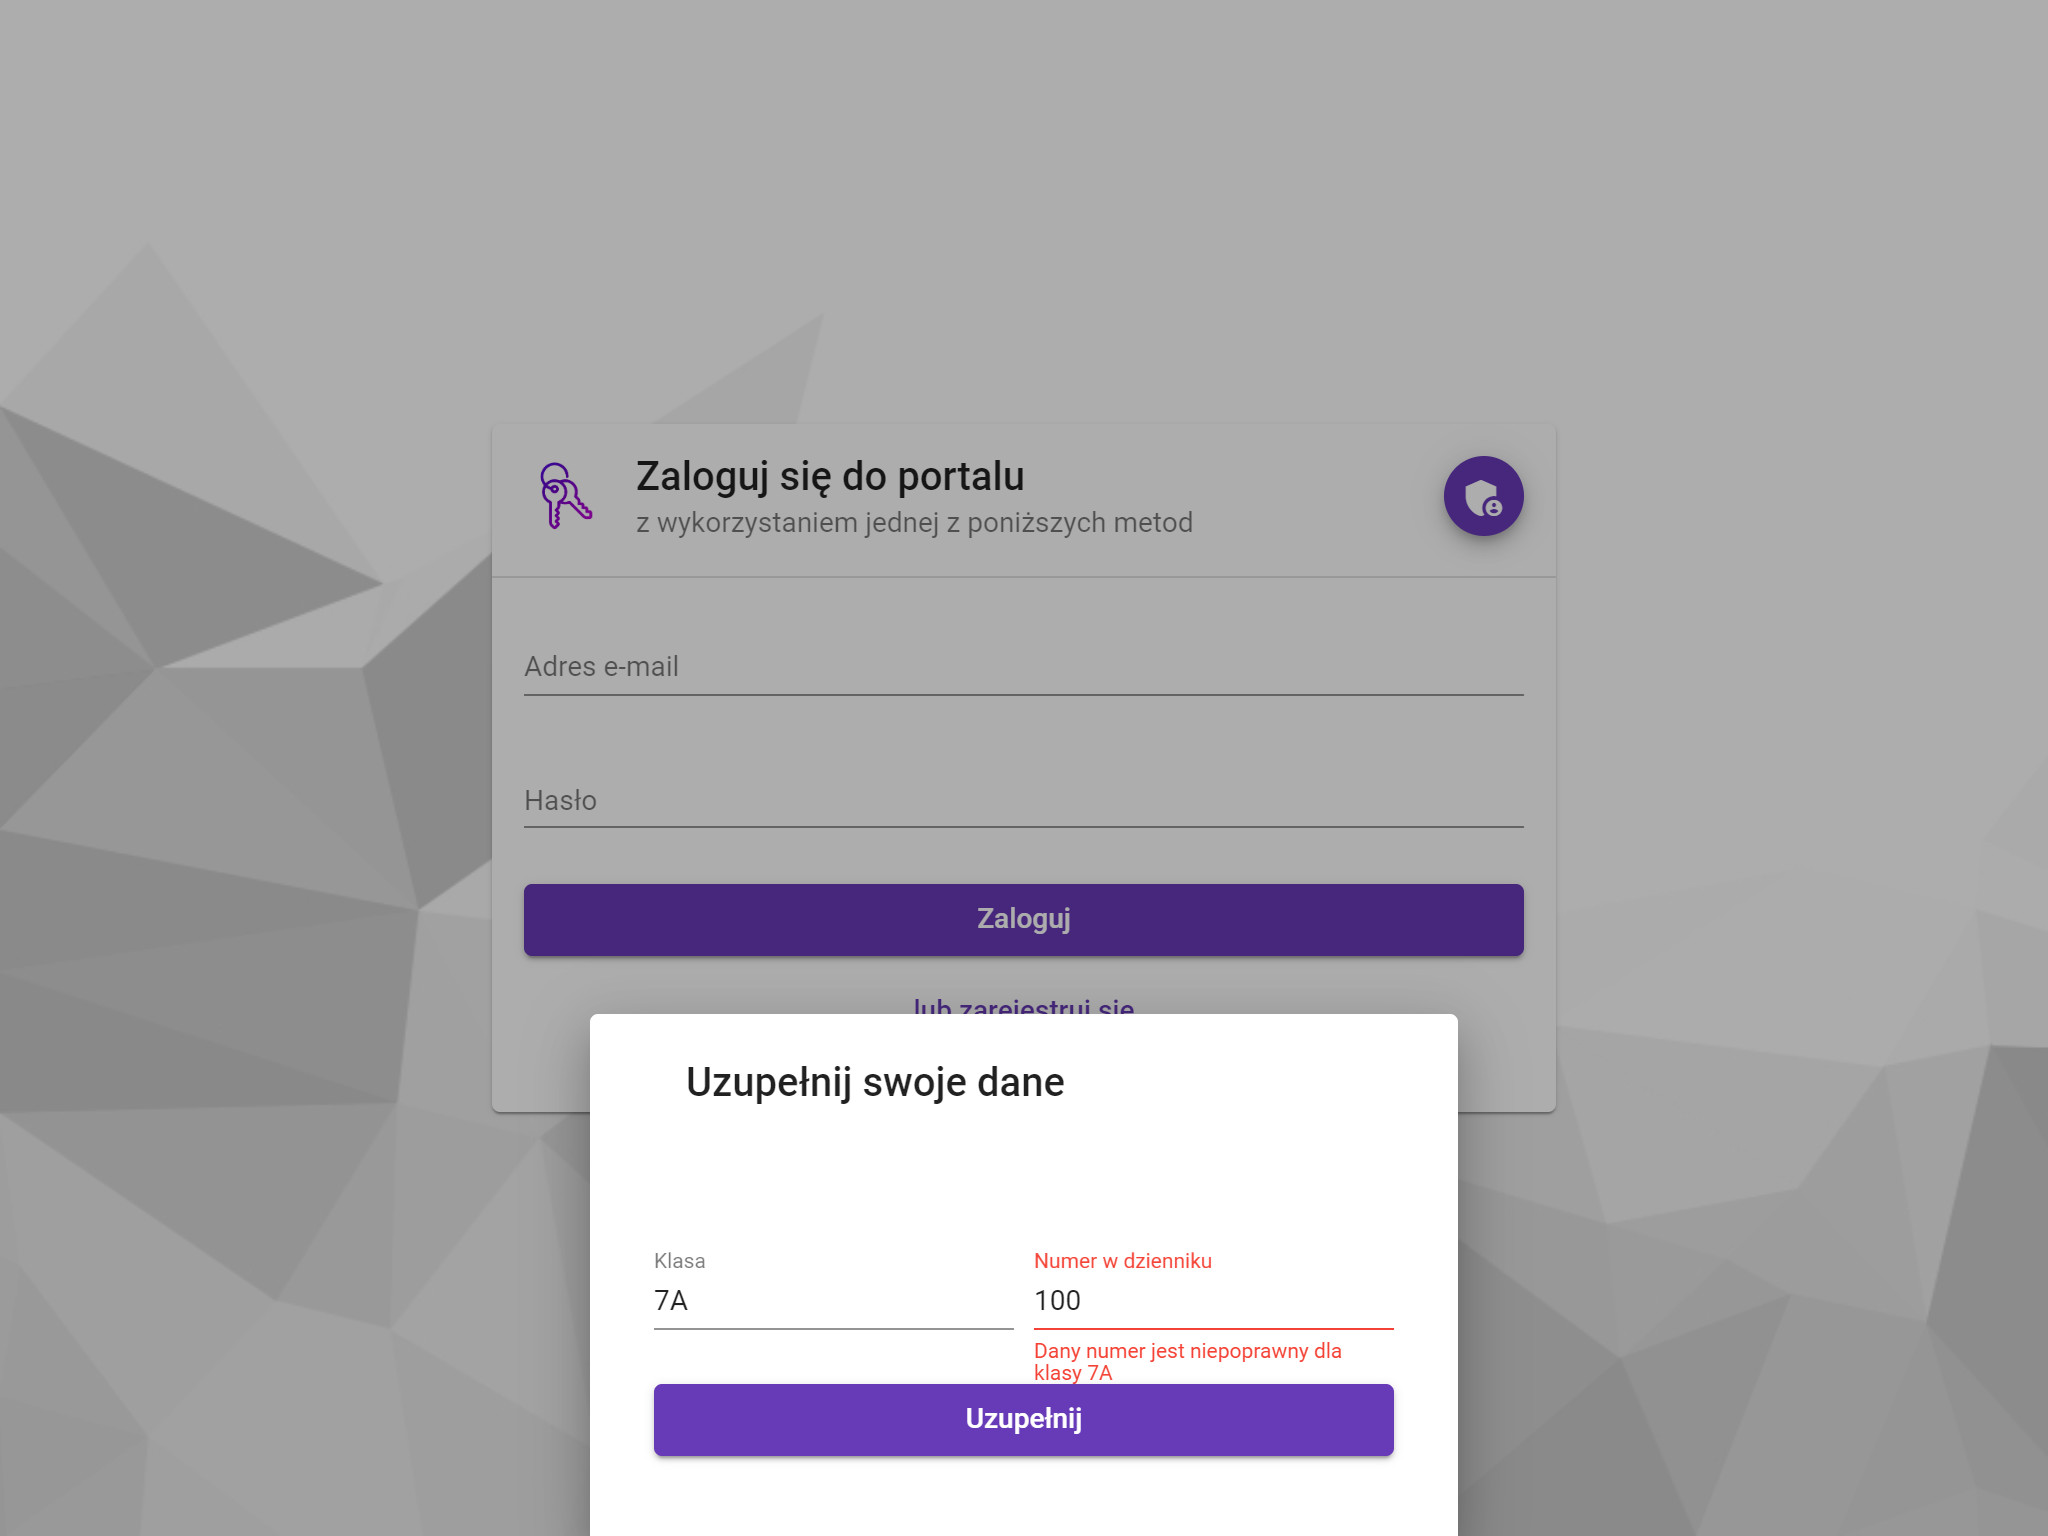 Zaloguj się do portalu
z wykorzystaniem jednej z poniższych metod
Adres e-mail
Hasło
Zaloguj
lub zarejestruj się
Uzupełnij swoje dane
Klasa
Numer w dzienniku
7A
100
Dany numer jest niepoprawny dla
klasy 7A
Uzupełnij